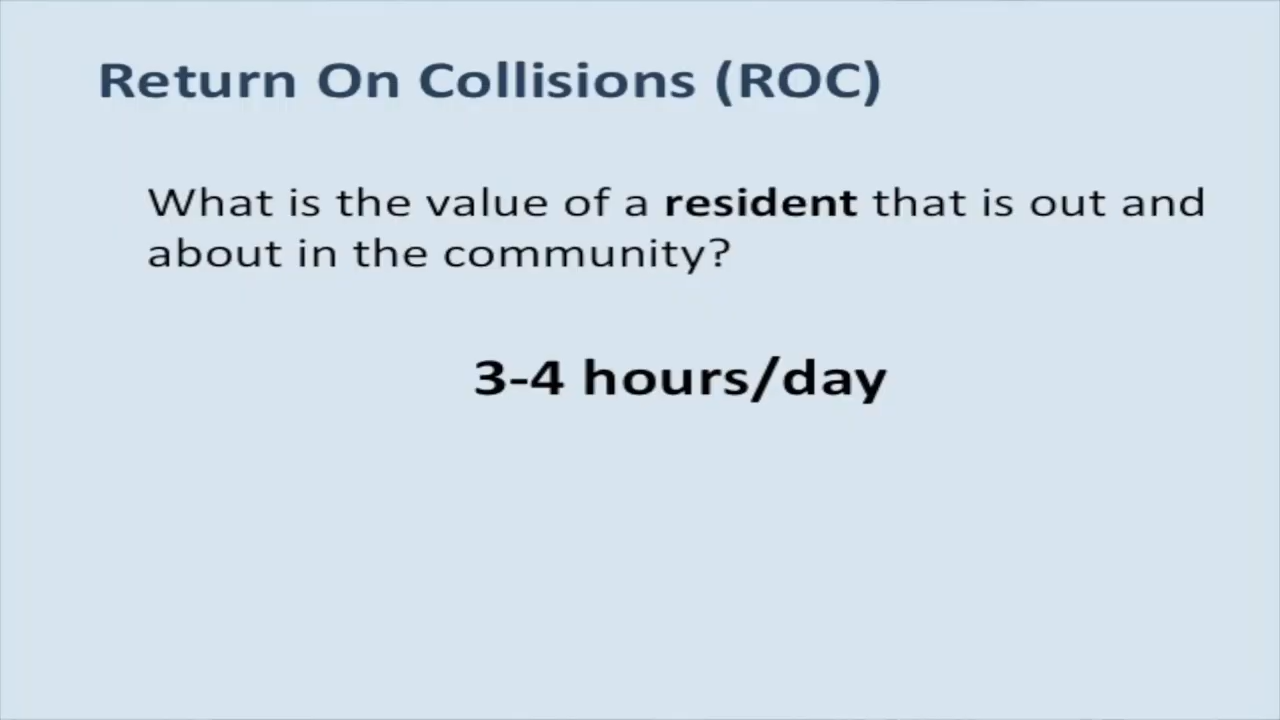 Return On Collisions (ROC)
What is the value of a resident that is out and
about in the community?
3-4 hours/day